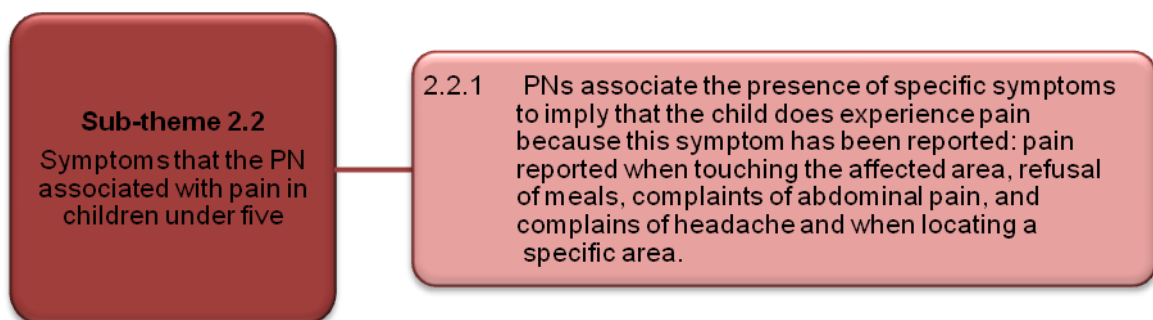 Sub-theme 2.2
Symptoms that the PN
associated with pain in
children under five
2.2.1 PNs associate the presence of specific symptoms
to imply that the child does experience pain
because this symptom has been reported: pain
reported when touching the affected area, refusal
of meals, complaints of abdominal pain, and
complains of headache and when locating a
specific area.